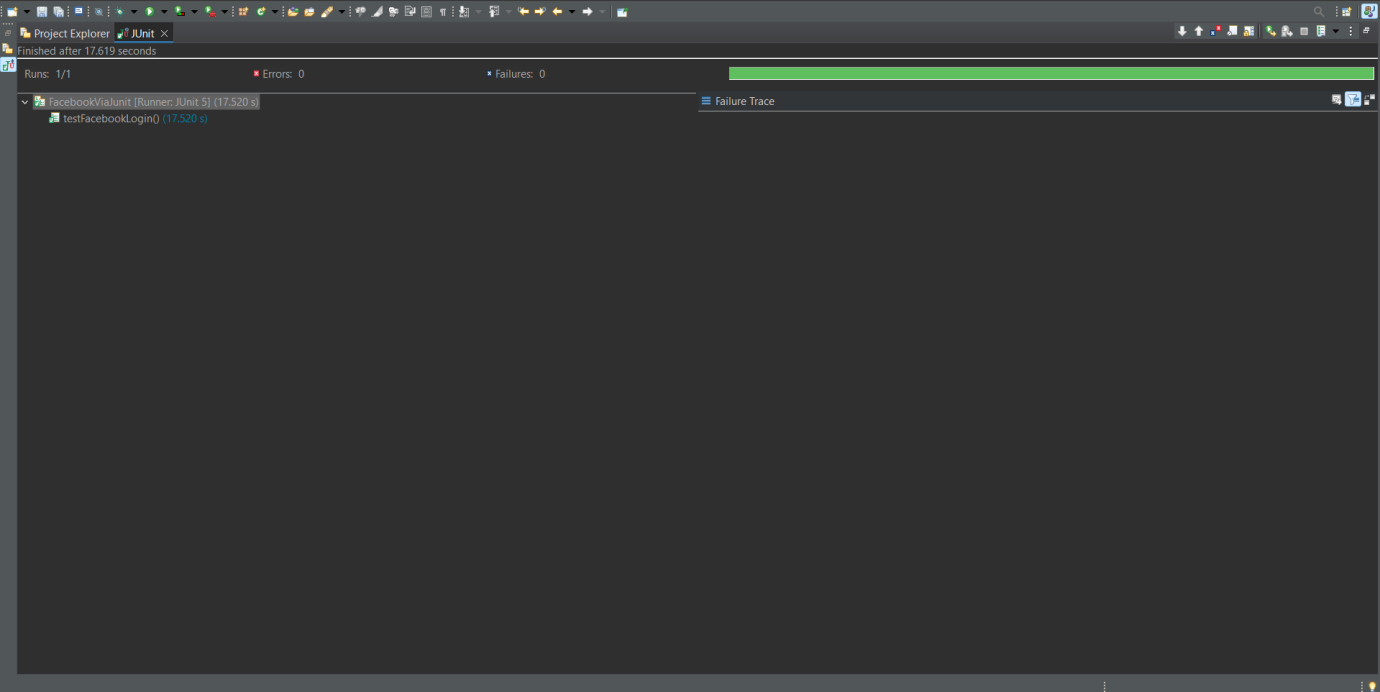 Project Explorer JUnit
Finished after 17.619 seconds
Runs: 1/1 Errors: 0 Failures: 0
FacebookViaJunit [Runner: JUnit 5] (17.520 s)
Failure Trace
testFacebookLogin() (17.520 s)